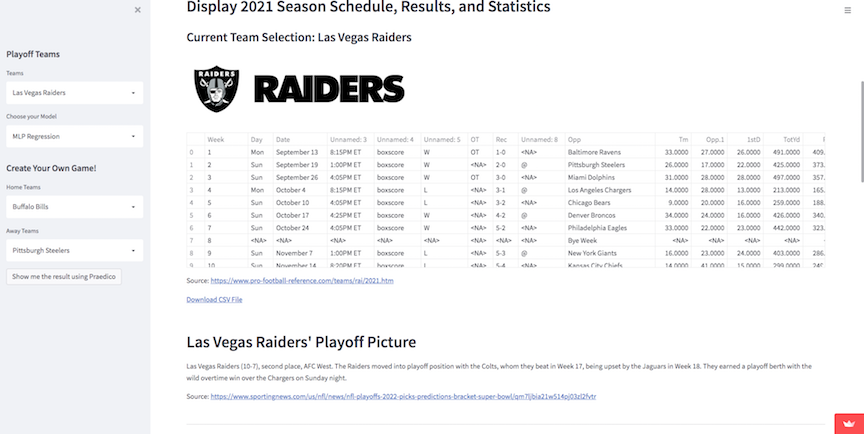 Display 2021 Season Schedule, Results, and Statistics
Current Team Selection: Las Vegas Raiders
Playoff Teams
Teams
Las Vegas Raiders
Choose your Model
MLP Regression
Create Your Own Game!
Home Teams
Buffalo Bills
Away Teams
Pittsburgh Steelers
Show me the result using Praedico
RAIDERS
RAIDERS
Week Day Date Unnamed: 3 Unnamed: 4 Unnamed: 5 OT Rec Unnamed: 8 Opp Tm Opp.1 1stD TotYd
0 1 Mon September 13 8:15PM ET boxscore W OT 1-0 <NA> Baltimore Ravens 33.0000 27.0000 26.0000 491.0000 409.
1 2 Sun September 19 1:00PM ET boxscore W <NA> 2-0 @ Pittsburgh Steelers 26.0000 17.0000 22.0000 425.0000 373.
2 3 Sun September 26 4:05PM ET boxscore W OT 3-0 <NA> Miami Dolphins 31.0000 28.0000 28.0000 497.0000 357.
3 4 Mon October 4 8:15PM ET boxscore L <NA> 3-1 @ Los Angeles Chargers 14.0000 28.0000 13.0000 213.0000 165.
4 5 Sun October 10 4:05PM ET boxscore L <NA> 3-2 <NA> Chicago Bears 9.0000 20.0000 16.0000 259.0000 188.
5 6 Sun October 17 4:25PM ET boxscore W <NA> 4-2 @ Denver Broncos 34.0000 24.0000 16.0000 426.0000 340.
6 7 Sun October 24 4:05PM ET boxscore W <NA> 5-2 <NA> Philadelphia Eagles 33.0000 22.0000 23.0000 442.0000 323.
7 8 <NA> <NA> <NA> <NA> <NA> <NA> <NA> <NA> Bye Week <NA> <NA> <NA> <NA>
8 9 Sun November 7 1:00PM ET boxscore L <NA> 5-3 @ New York Giants 16.0000 23.0000 24.0000 403.0000 286.
9 10 Sun November 14 8:20PM ET boxscore L <NA> 5-4 <NA> Kansas City Chiefs 14.0000 41.0000 15.0000 299.0000
Source: https://www.pro-football-reference.com/teams/rai/2021.htm
Download CSV File
Las Vegas Raiders' Playoff Picture
Las Vegas Raiders (10-7), second place, AFC West. The Raiders moved into playoff position with the Colts, whom they beat in Week 17, being upset by the Jaguars in Week 18. They earned a playoff berth with the
wild overtime win over the Chargers on Sunday night.
Source: https://www.sportingnews.com/us/nfl/news/nfl-playoffs-2022-picks-predictions-bracket-super-bowl/qm7ljbia21w514pj03zl2fvtr